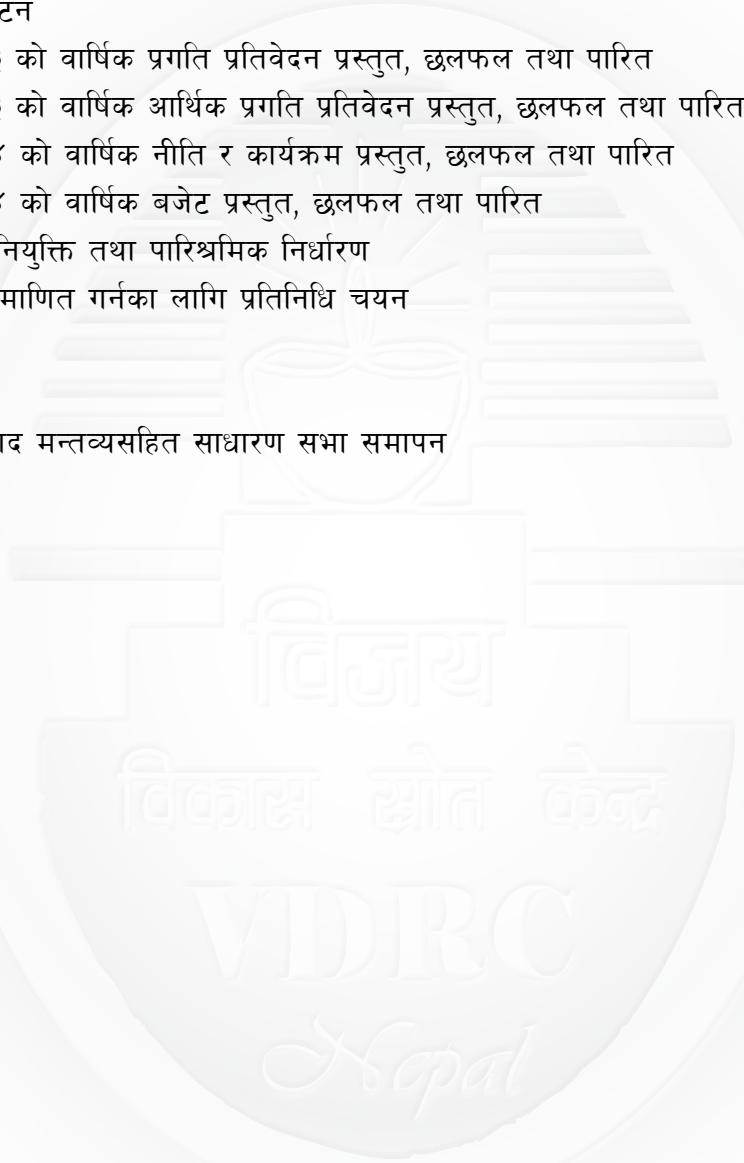 को वार्षिक प्रगति प्रतिवेदन प्रस्तुत, छलफल तथा पारित
को वार्षिक आर्थिक प्रगति प्रतिवेदन प्रस्तुत, छलफल तथा पारित
को वार्षिक नीति र कार्यक्रम प्रस्तुत, छलफल तथा पारित
को वार्षिक बजेट प्रस्तुत, छलफल तथा पारित
नियुक्ति तथा पारिश्रमिक निर्धारण
गर्नका लागि प्रतिनिधि चयन
मन्तव्यसहित साधारण सभा समापन
विजय
विकास स्रोत केन्द्र
VDRC
Nepal